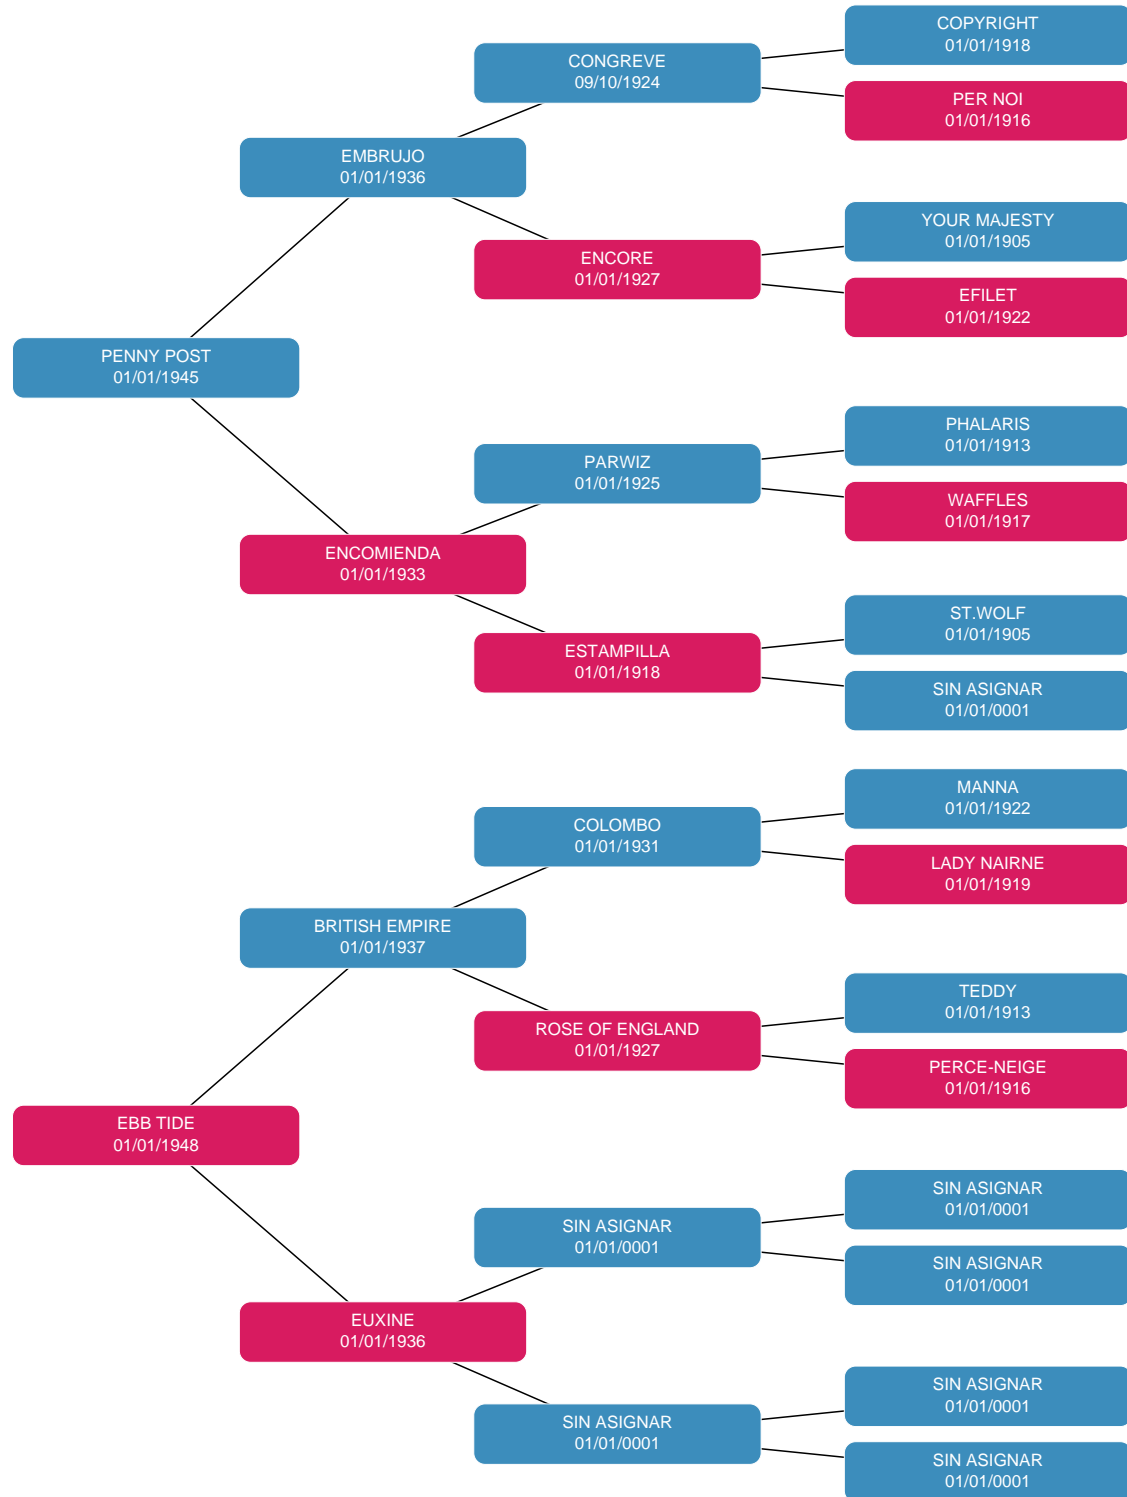 COPYRIGHT
01/01/1918
CONGREVE
09/10/1924
PER NOI
01/01/1916
EMBRUJO
01/01/1936
YOUR MAJESTY
01/01/1905
ENCORE
01/01/1927
EFILET
01/01/1922
PENNY POST
01/01/1945
PHALARIS
01/01/1913
PARWIZ
01/01/1925
WAFFLES
01/01/1917
ENCOMIENDA
01/01/1933
ST.WOLF
01/01/1905
ESTAMPILLA
01/01/1918
SIN ASIGNAR
01/01/0001
MANNA
01/01/1922
COLOMBO
01/01/1931
LADY NAIRNE
01/01/1919
BRITISH EMPIRE
01/01/1937
TEDDY
01/01/1913
ROSE OF ENGLAND
01/01/1927
PERCE-NEIGE
01/01/1916
EBB TIDE
01/01/1948
SIN ASIGNAR
01/01/0001
SIN ASIGNAR
01/01/0001
SIN ASIGNAR
01/01/0001
EUXINE
01/01/1936
SIN ASIGNAR
01/01/0001
SIN ASIGNAR
01/01/0001
SIN ASIGNAR
01/01/0001